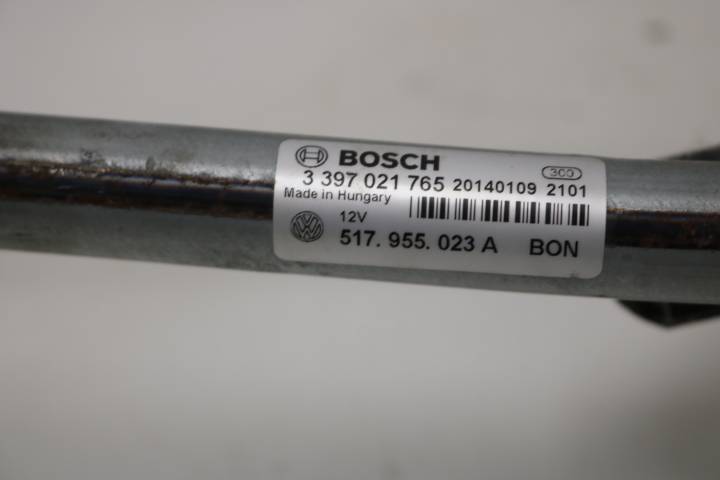 BOSCH 300
3 397 021 765 20140109 2101
Made in Hungary
12V
517. 955. 023 A BON